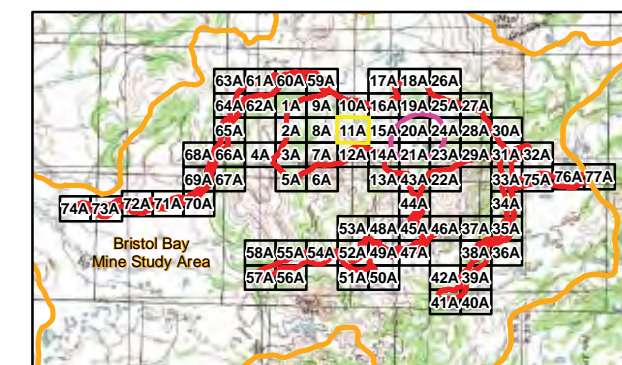 63A 61A 60A 59A 17A 18A 26A
64A 62A 1A 9A 10A 16A 19A 25A 27A
65A 2A 8A 11A 15A 20A 24A 28A 30A
68A 66A 4A 3A 7A 12A 14A 21A 23A 29A 31A 32A
69A 67A 5A 6A 13A 43A 22A 33A 75A 76A 77A
74A 73A 72A 71A 70A 44A 34A
53A 48A 45A 46A 37A 35A
Bristol Bay
Mine Study Area
58A 55A 54A 52A 49A 47A 38A 36A
57A 56A 51A 50A 42A 39A
41A 40A